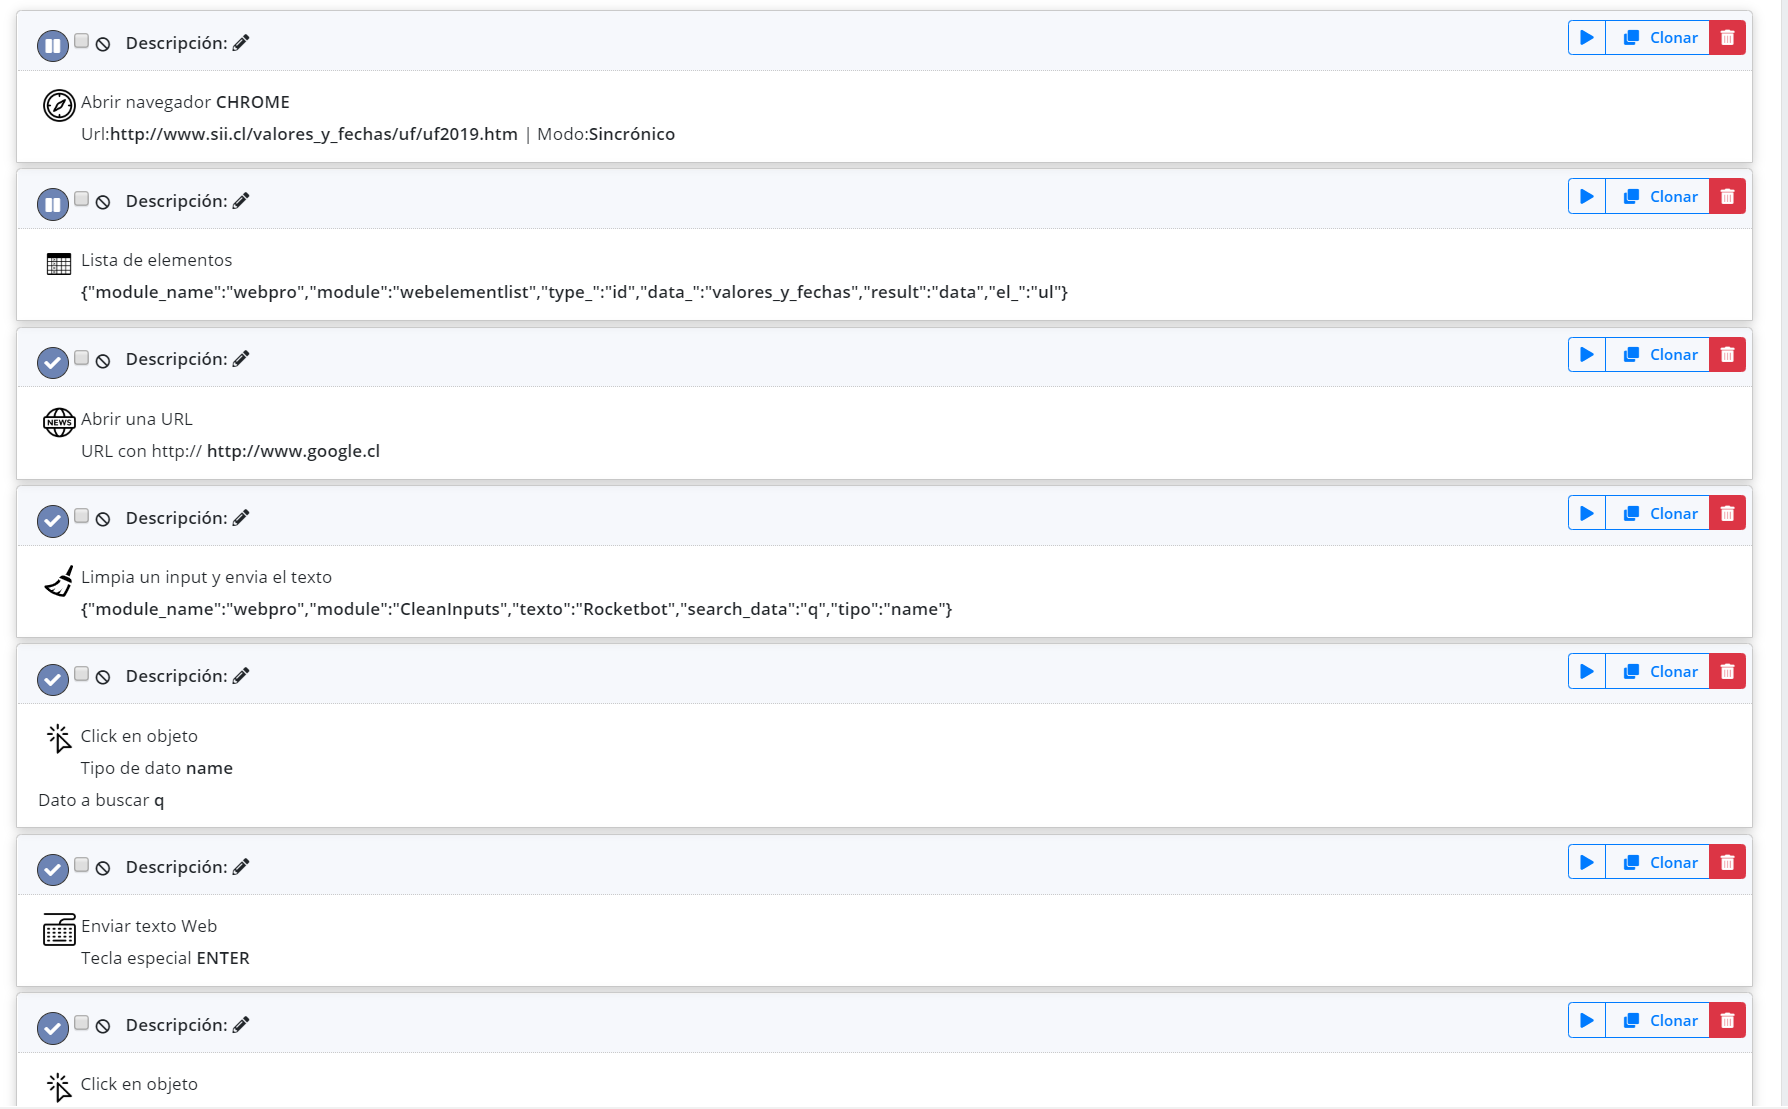 Descripción:
Clonar
Abrir navegador CHROME
Url:http://www.sii.cl/valores_y_fechas/uf/uf2019.htm | Modo:Sincrónico
Descripción:
Clonar
Lista de elementos
{"module_name":"webpro","module":"webelementlist","type_":"id","data_":"valores_y_fechas","result":"data","el_":"ul"}
Descripción:
Clonar
NEWS
Abrir una URL
URL con http:// http://www.google.cl
Descripción:
Clonar
Limpia un input y envia el texto
{"module_name":"webpro","module":"CleanInputs","texto":"Rocketbot","search_data":"q","tipo":"name"}
Descripción:
Clonar
Click en objeto
Tipo de dato name
Dato a buscar q
Descripción:
Clonar
Enviar texto Web
Tecla especial ENTER
Descripción:
Clonar
Click en objeto